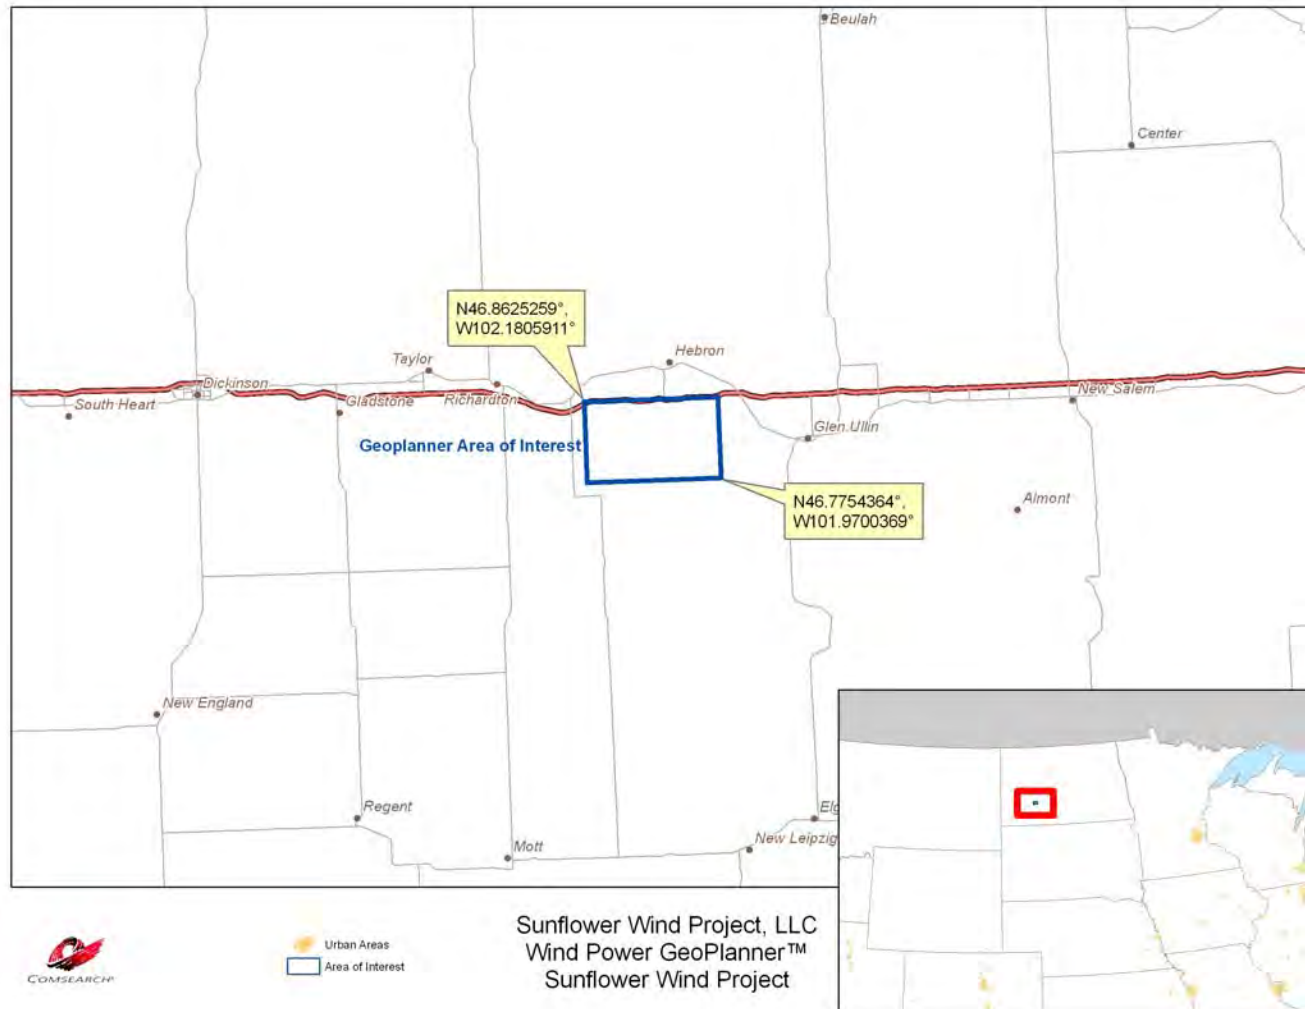 Beulah
Center
N46.8625259°,
W102.1805911°
Hebron
Taylor
Dickinson
Richardton
New Salem
South Heart
Gladstone
Glen Ullin
Geoplanner Area of Interest
N46.7754364°,
W101.9700369°
Almont
New England
Regent
Elg
Mott
New Leipzig
Sunflower Wind Project, LLC
Wind Power GeoPlanner™
Sunflower Wind Project
Urban Areas
Area of Interest
COMSEARCH